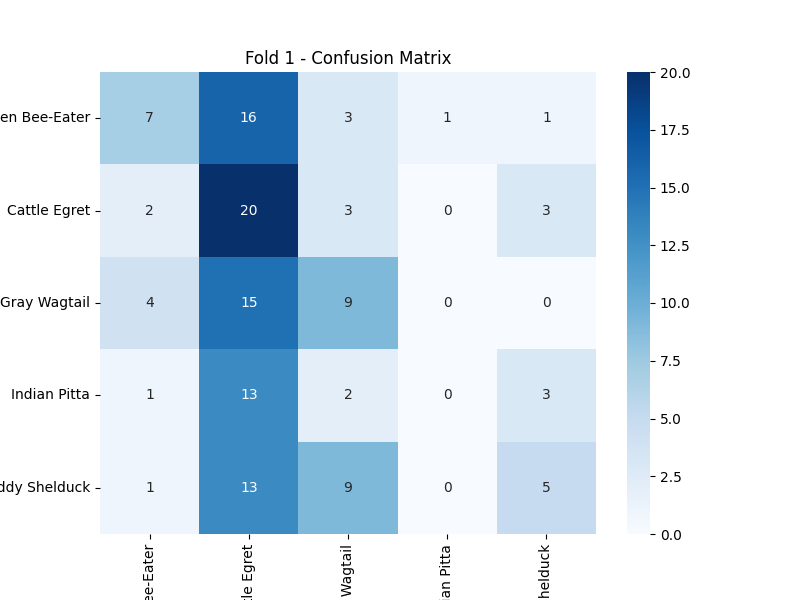 Fold 1 - Confusion Matrix
en Bee-Eater 7 16 3 1 1
Cattle Egret 2 20 3 0 3
Gray Wagtail 4 15 9 0 0
Indian Pitta 1 13 2 0 3
ddy Shelduck 1 13 9 0 5
ee-Eater
tle Egret
Wagtail
an Pitta
helduck
20.0
17.5
15.0
12.5
10.0
7.5
5.0
2.5
0.0